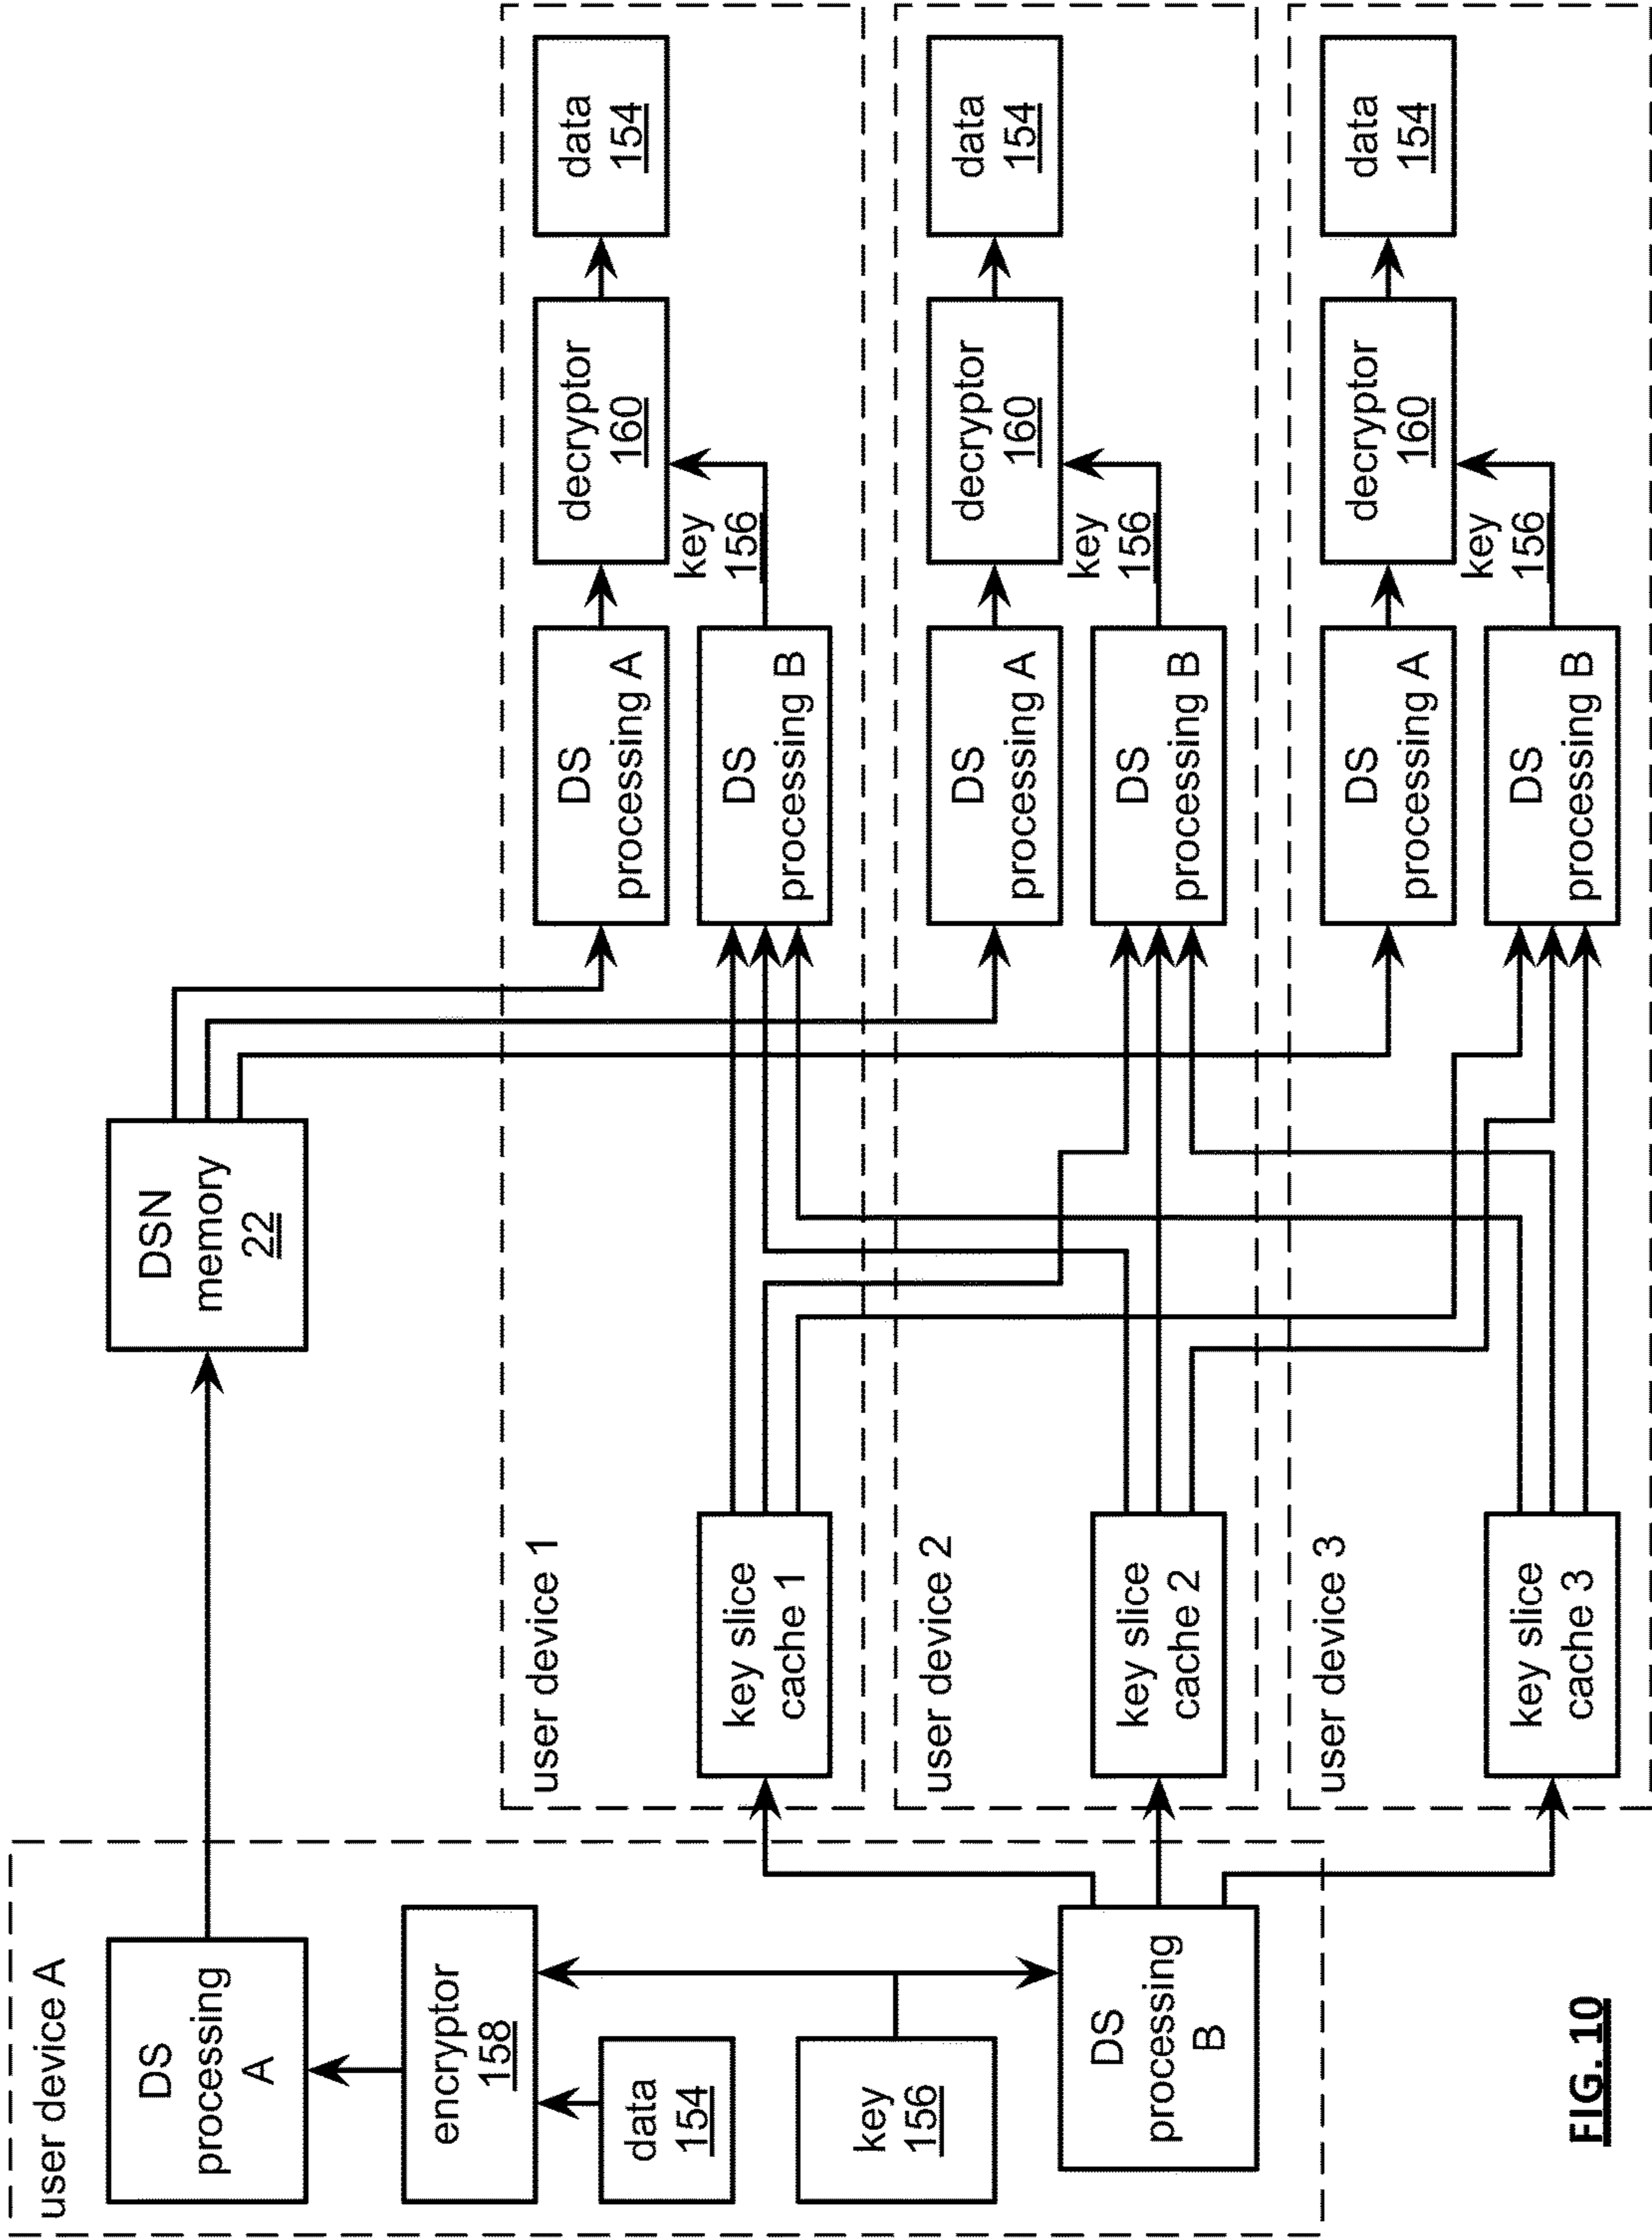 user device A
DS
processing
A
encryptor
158
data
154
key
156
DS
processing
B
DSN
memory
22
user device 1
key slice
cache 1
DS
processing A
DS
processing B
key
156
decryptor
160
data
154
user device 2
key slice
cache 2
DS
processing A
DS
processing B
key
156
decryptor
160
data
154
user device 3
key slice
cache 3
DS
processing A
DS
processing B
key
156
decryptor
160
data
154
FIG. 10